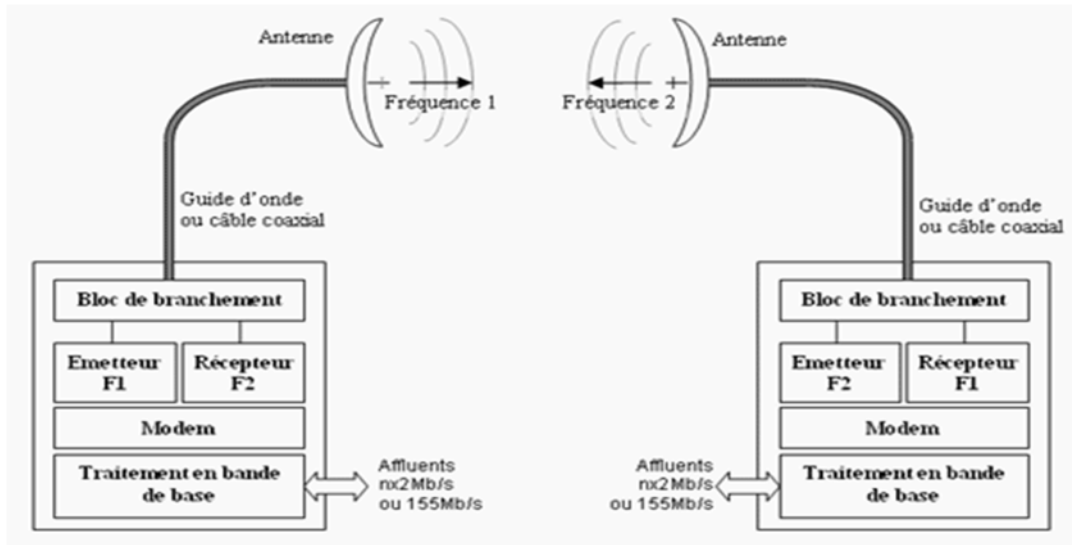 Antenne
Fréquence 1
Guide d'onde
ou câble coaxial
Bloc de branchement
Emetteur
F1
Récepteur
F2
Modem
Traitement en bande
de base
Affluents
nx2Mb/s
ou 155Mb/s
Antenne
Fréquence 2
Guide d'onde
ou câble coaxial
Bloc de branchement
Emetteur
F2
Récepteur
F1
Modem
Traitement en bande
de base
Affluents
nx2Mb/s
ou 155Mb/s